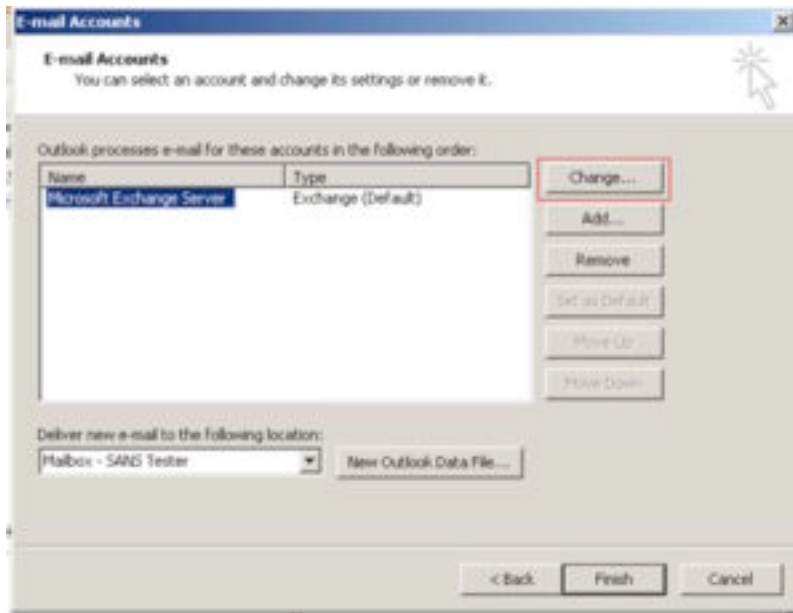 E-mail Accounts
E-mail Accounts
You can select an account and change its settings or remove it.
Outlook processes e-mail for these accounts in the following order:
Name Type
Microsoft Exchange Server Exchange (Default)
Change...
Add...
Remove
Set as Default
Move Up
Move Down
Deliver new e-mail to the following location:
Mailbox - SANS Tester New Outlook Data File...
< Back Finish Cancel